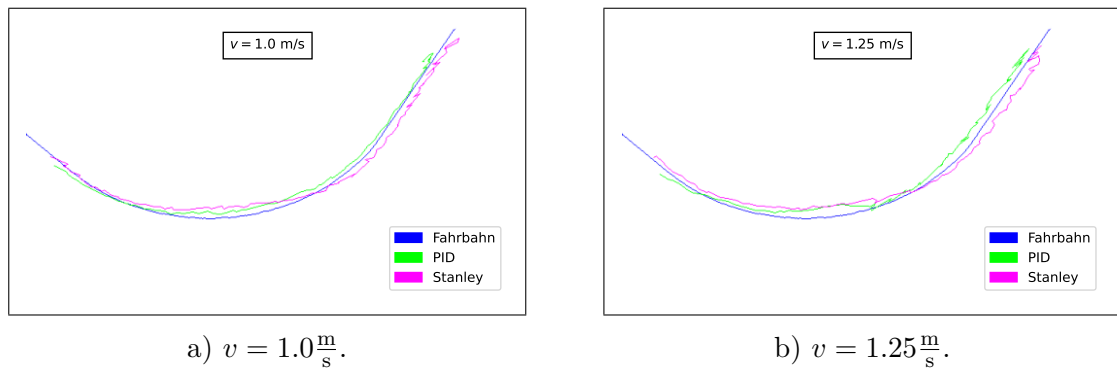 v = 1.0 m/s
Fahrbahn
PID
Stanley
a) v = 1.0 m/s.
v = 1.25 m/s
Fahrbahn
PID
Stanley
b) v = 1.25 m/s.